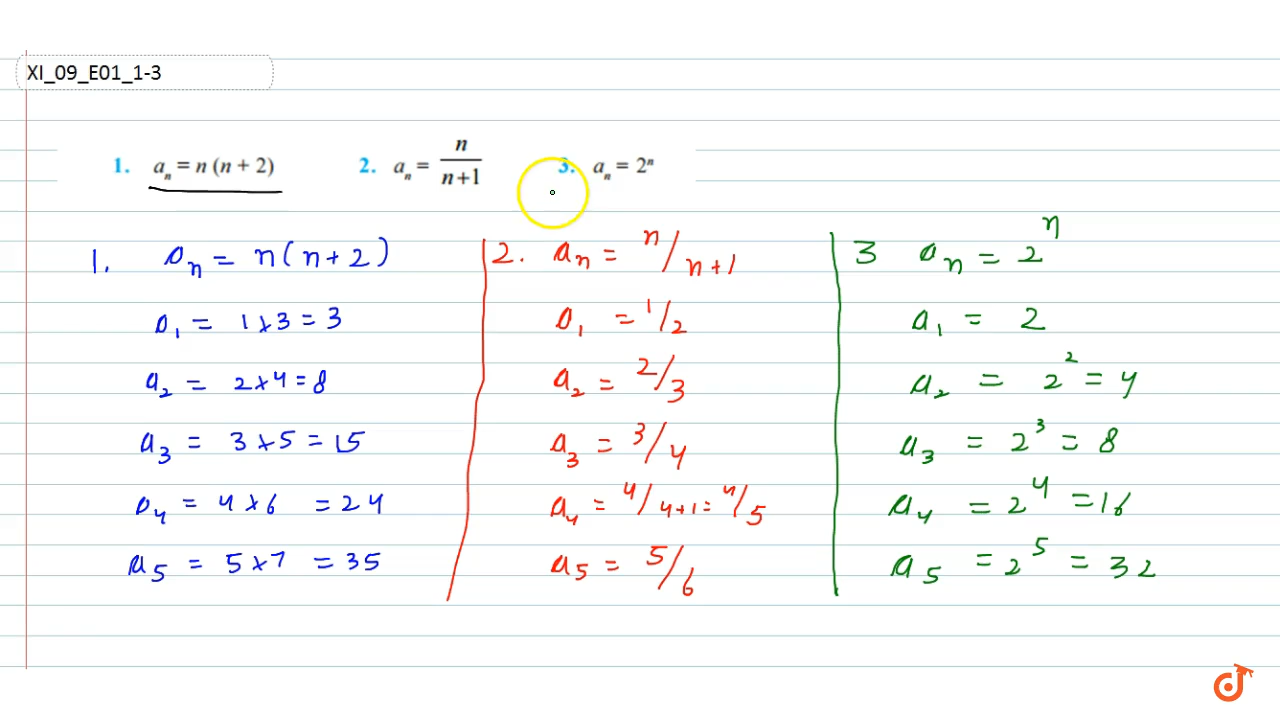 XI_09_E01_1-3
1. aₙ = n (n + 2)
2. aₙ = n/(n+1)
3. aₙ = 2ⁿ
1. aₙ = n(n+2)
a₁ = 1×3 = 3
a₂ = 2×4 = 8
a₃ = 3×5 = 15
a₄ = 4×6 = 24
a₅ = 5×7 = 35
2. aₙ = n/n+1
a₁ = 1/2
a₂ = 2/3
a₃ = 3/4
a₄ = 4/4+1 = 4/5
a₅ = 5/6
3 aₙ = 2ⁿ
a₁ = 2
a₂ = 2² = 4
a₃ = 2³ = 8
a₄ = 2⁴ = 16
a₅ = 2⁵ = 32